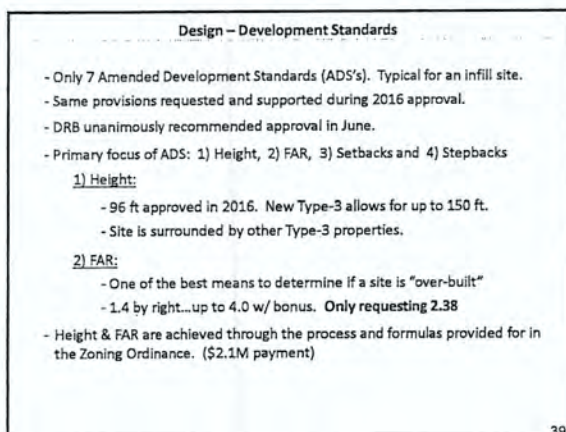 Design – Development Standards
- Only 7 Amended Development Standards (ADS's). Typical for an infill site.
- Same provisions requested and supported during 2016 approval.
- DRB unanimously recommended approval in June.
- Primary focus of ADS: 1) Height, 2) FAR, 3) Setbacks and 4) Stepbacks
1) Height:
- 96 ft approved in 2016. New Type-3 allows for up to 150 ft.
- Site is surrounded by other Type-3 properties.
2) FAR:
- One of the best means to determine if a site is "over-built"
- 1.4 by right...up to 4.0 w/ bonus. Only requesting 2.38
- Height & FAR are achieved through the process and formulas provided for in
the Zoning Ordinance. ($2.1M payment)
39